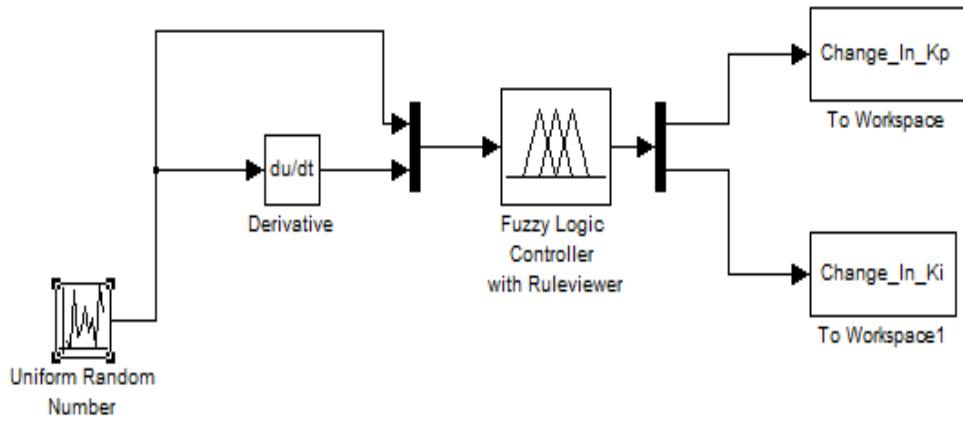 Change_In_Kp
To Workspace
du/dt
Derivative
Fuzzy Logic
Controller
with Ruleviewer
Change_In_Ki
To Workspace1
Uniform Random
Number